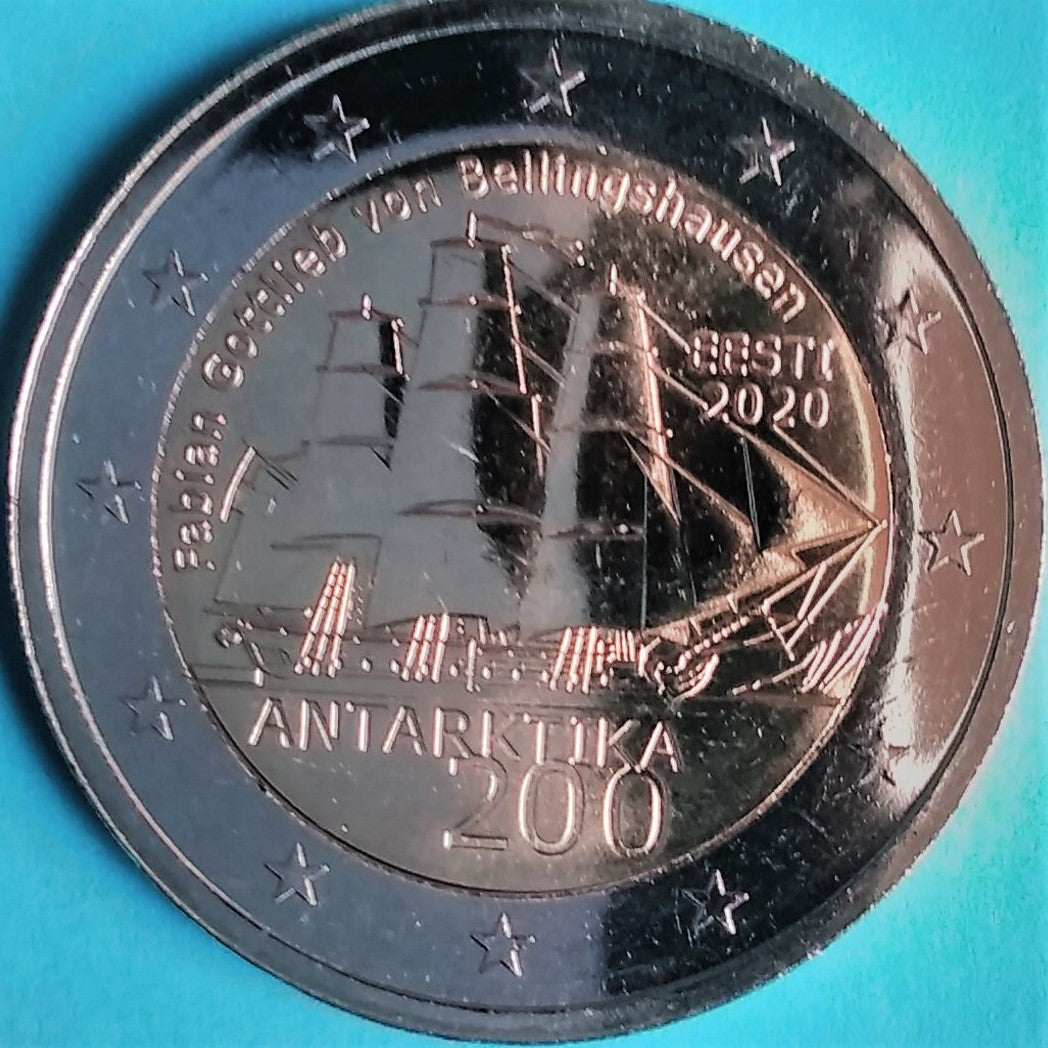 Fabian Gottlieb von Bellingshausen
EESTI
2020
ANTARKTIKA
200